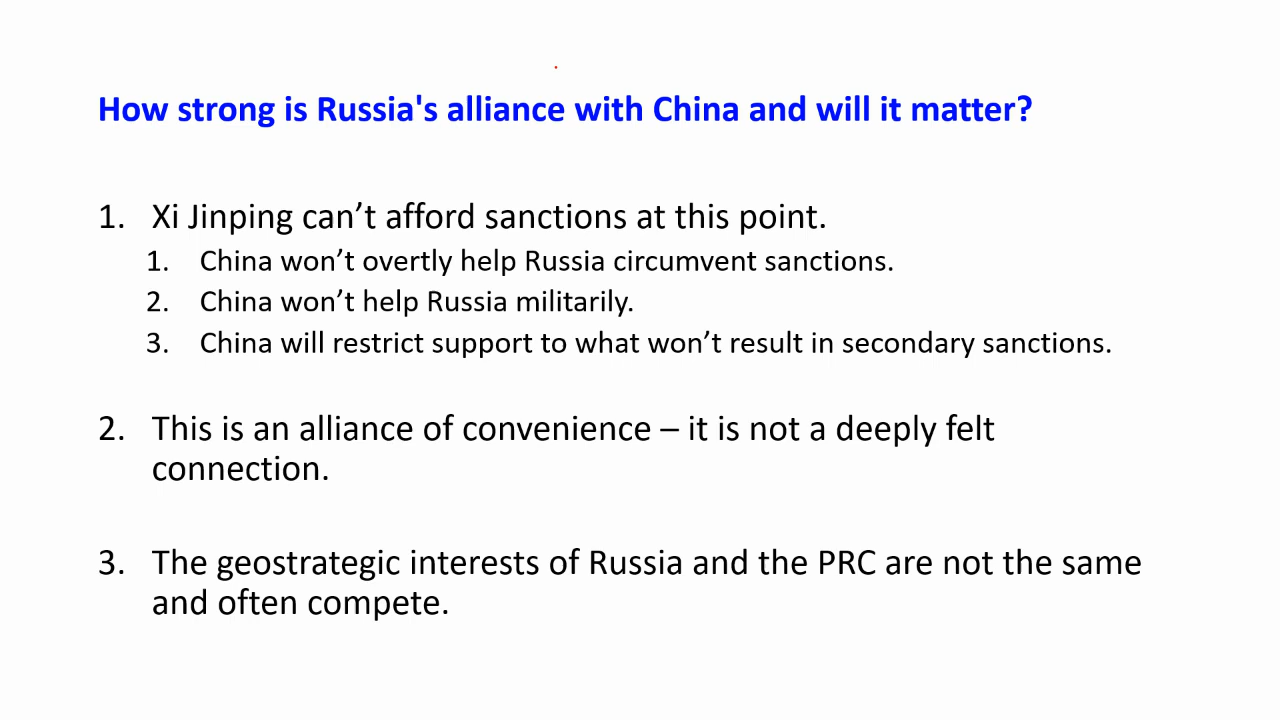 How strong is Russia's alliance with China and will it matter?
1. Xi Jinping can’t afford sanctions at this point.
1. China won’t overtly help Russia circumvent sanctions.
2. China won’t help Russia militarily.
3. China will restrict support to what won’t result in secondary sanctions.
2. This is an alliance of convenience – it is not a deeply felt
connection.
3. The geostrategic interests of Russia and the PRC are not the same
and often compete.